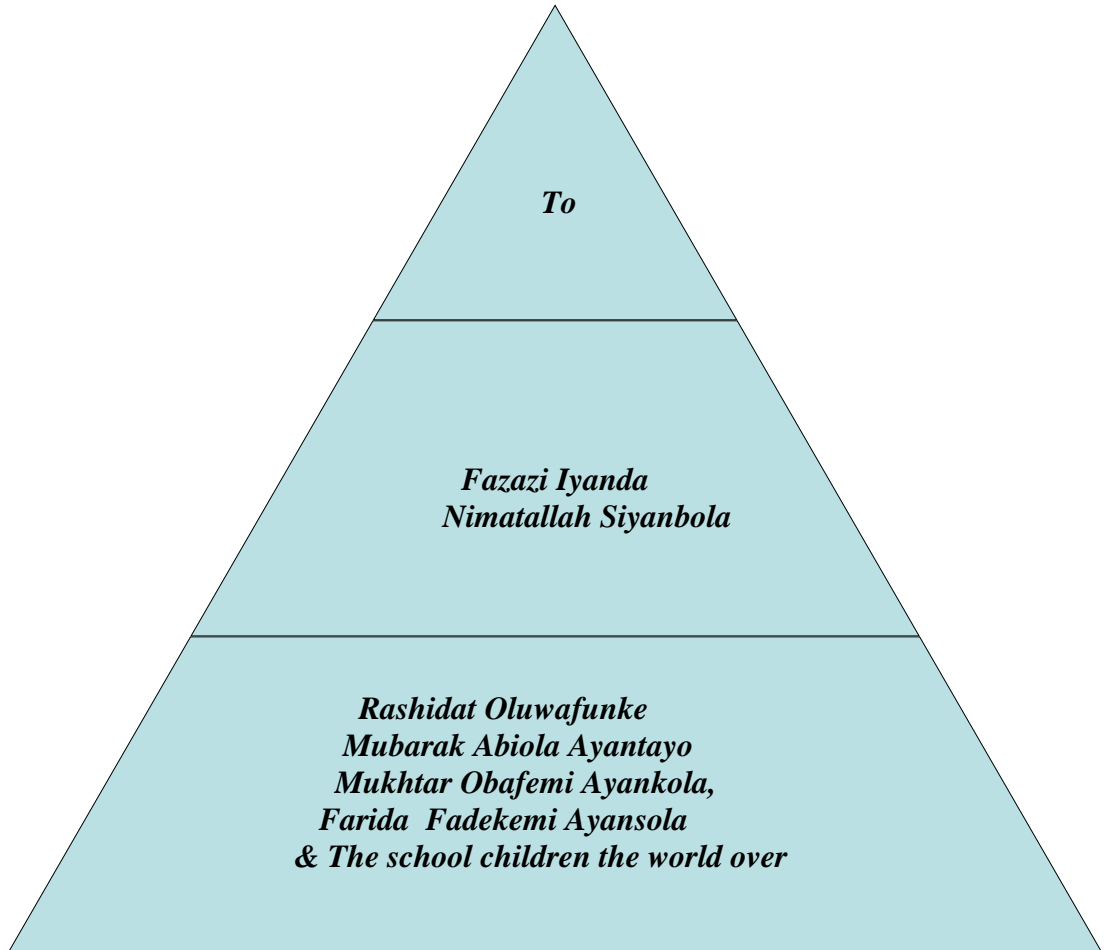 To
Fazazi Iyanda
Nimatallah Siyanbola
Rashidat Oluwafunke
Mubarak Abiola Ayantayo
Mukhtar Obafemi Ayankola,
Farida  Fadekemi Ayansola
& The school children the world over